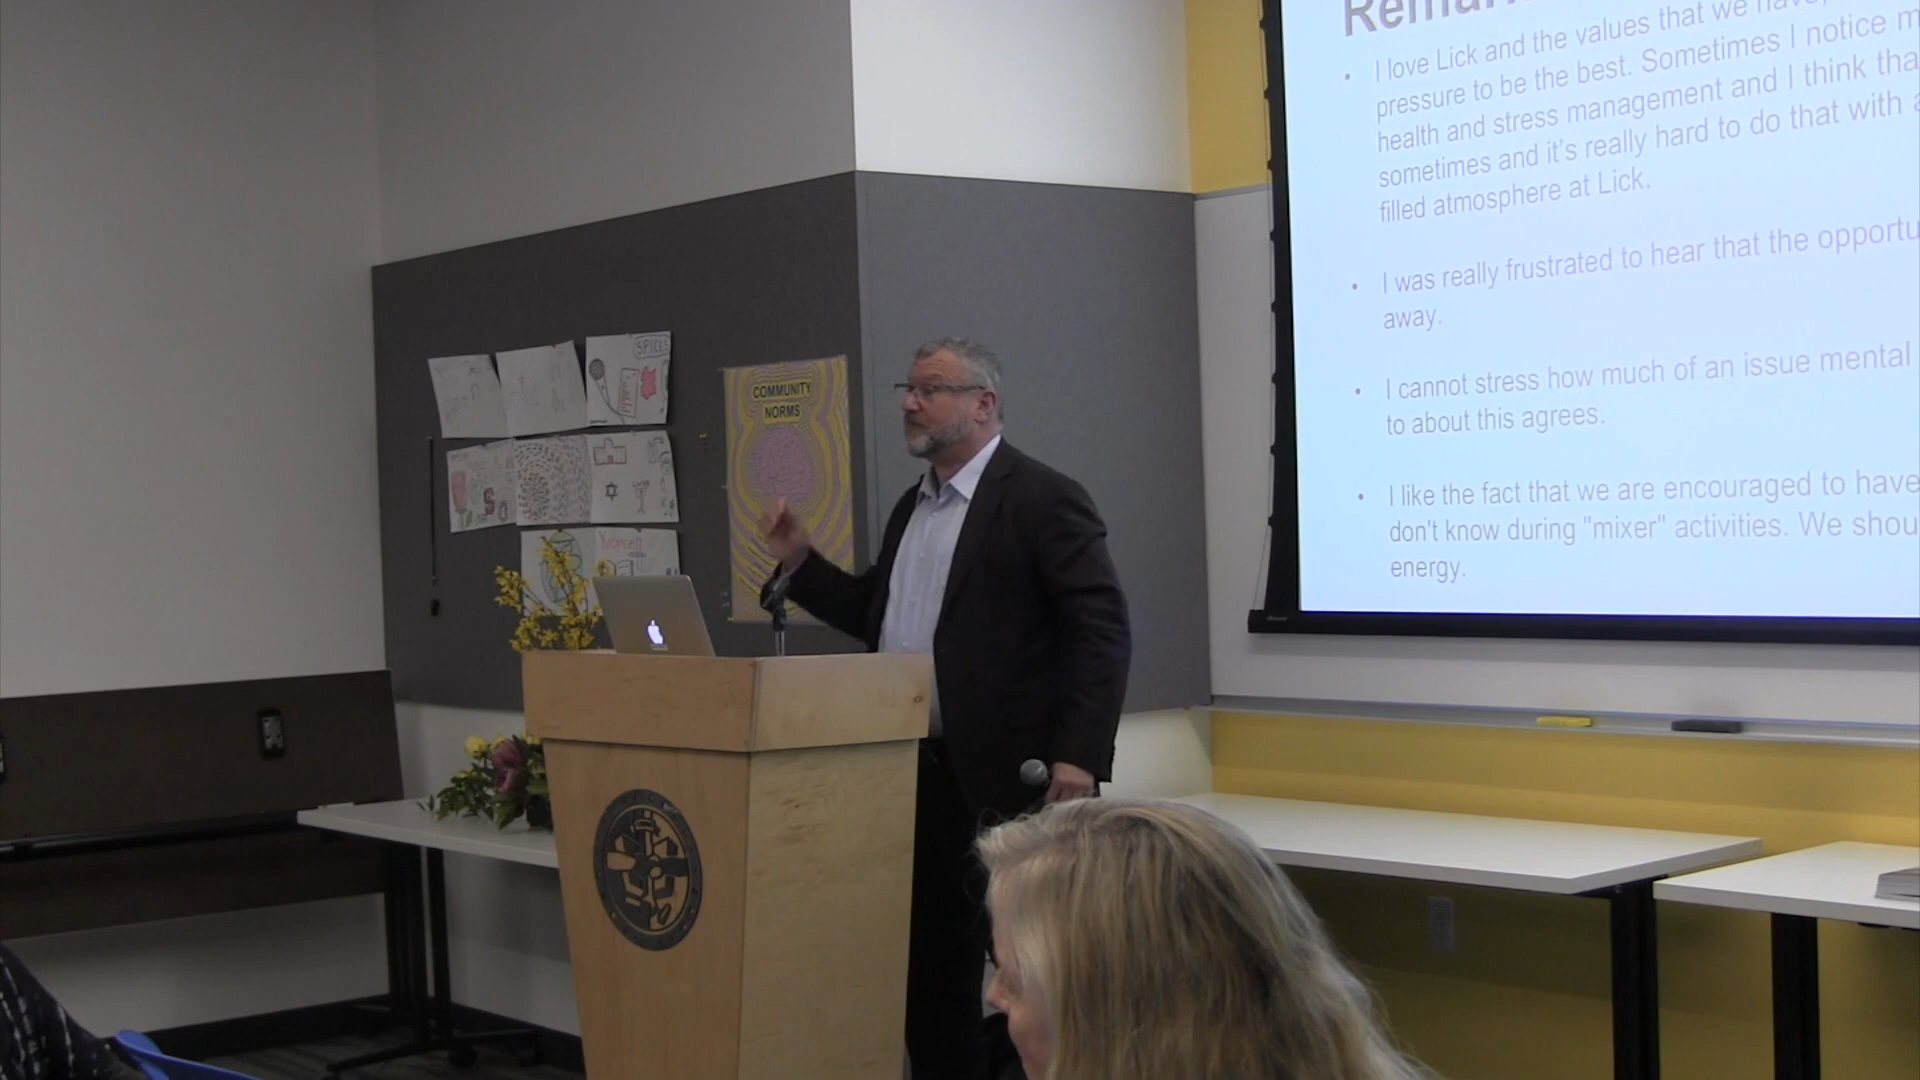 SPICES
COMMUNITY
NORMS
I love Lick and the values that we have,
pressure to be the best. Sometimes I notice m
health and stress management and I think tha
sometimes and it's really hard to do that with a
filled atmosphere at Lick.
I was really frustrated to hear that the opportu
away.
I cannot stress how much of an issue mental
to about this agrees.
I like the fact that we are encouraged to have
don't know during "mixer" activities. We shou
energy.